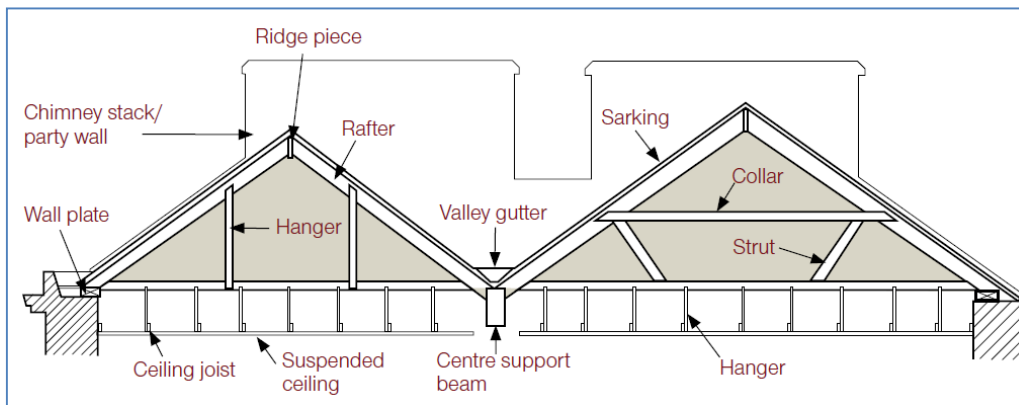 Ridge piece
Chimney stack/
party wall
Rafter
Sarking
Collar
Wall plate
Hanger
Valley gutter
Strut
Ceiling joist
Suspended
ceiling
Centre support
beam
Hanger